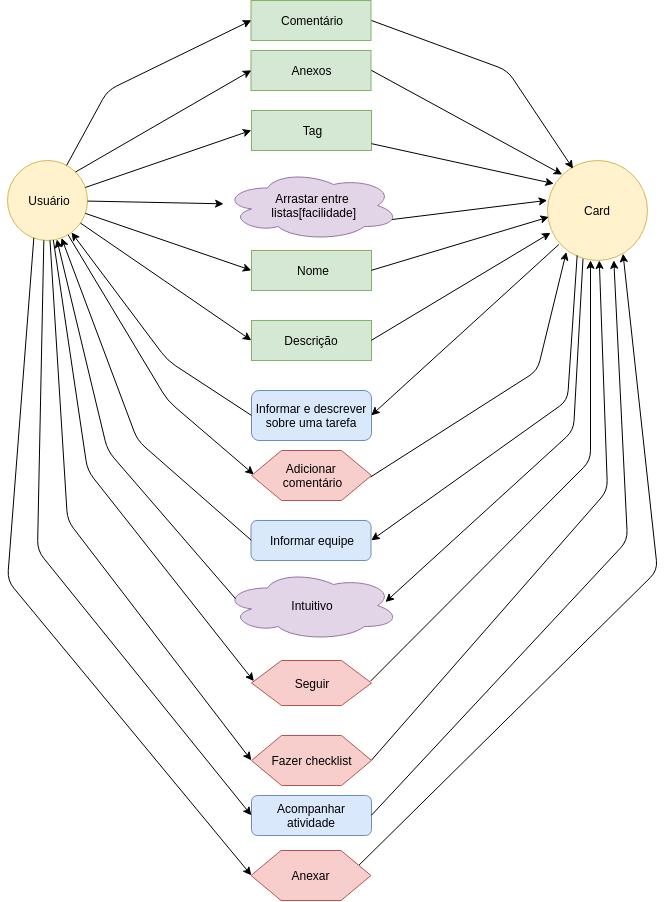 Comentário
Anexos
Tag
Usuário
Arrastar entre
listas[facilidade]
Card
Nome
Descrição
Informar e descrever
sobre uma tarefa
Adicionar
comentário
Informar equipe
Intuitivo
Seguir
Fazer checklist
Acompanhar
atividade
Anexar